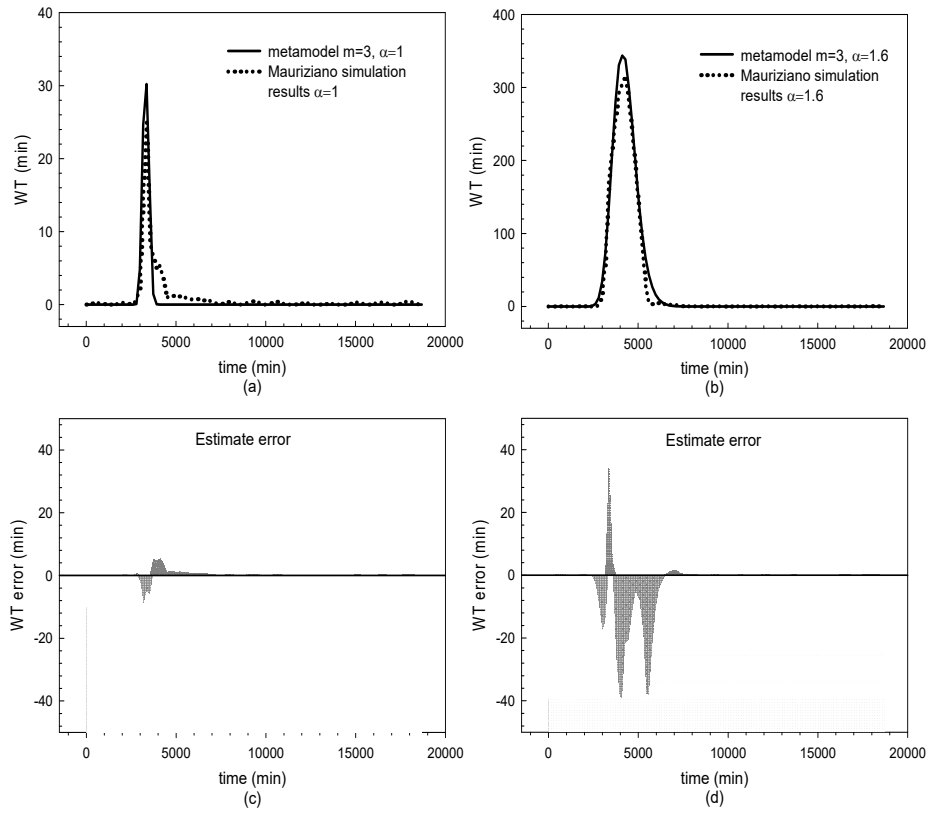 40
30
20
10
0
WT (min)
metamodel m=3, α=1
Mauriziano simulation
results α=1
0 5000 10000 15000 20000
time (min)
(a)
400
300
200
100
0
WT (min)
metamodel m=3, α=1.6
Mauriziano simulation
results α=1.6
0 5000 10000 15000 20000
time (min)
(b)
Estimate error
40
20
0
-20
-40
WT error (min)
0 5000 10000 15000 20000
time (min)
(c)
Estimate error
40
20
0
-20
-40
WT error (min)
0 5000 10000 15000 20000
time (min)
(d)